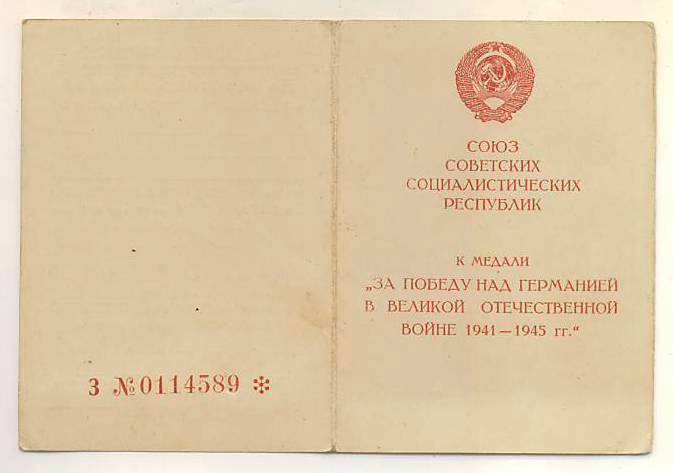 З №0114589 *
СОЮЗ
СОВЕТСКИХ
СОЦИАЛИСТИЧЕСКИХ
РЕСПУБЛИК
К МЕДАЛИ
„ЗА ПОБЕДУ НАД ГЕРМАНИЕЙ
В ВЕЛИКОЙ ОТЕЧЕСТВЕННОЙ
ВОЙНЕ 1941—1945 гг.“